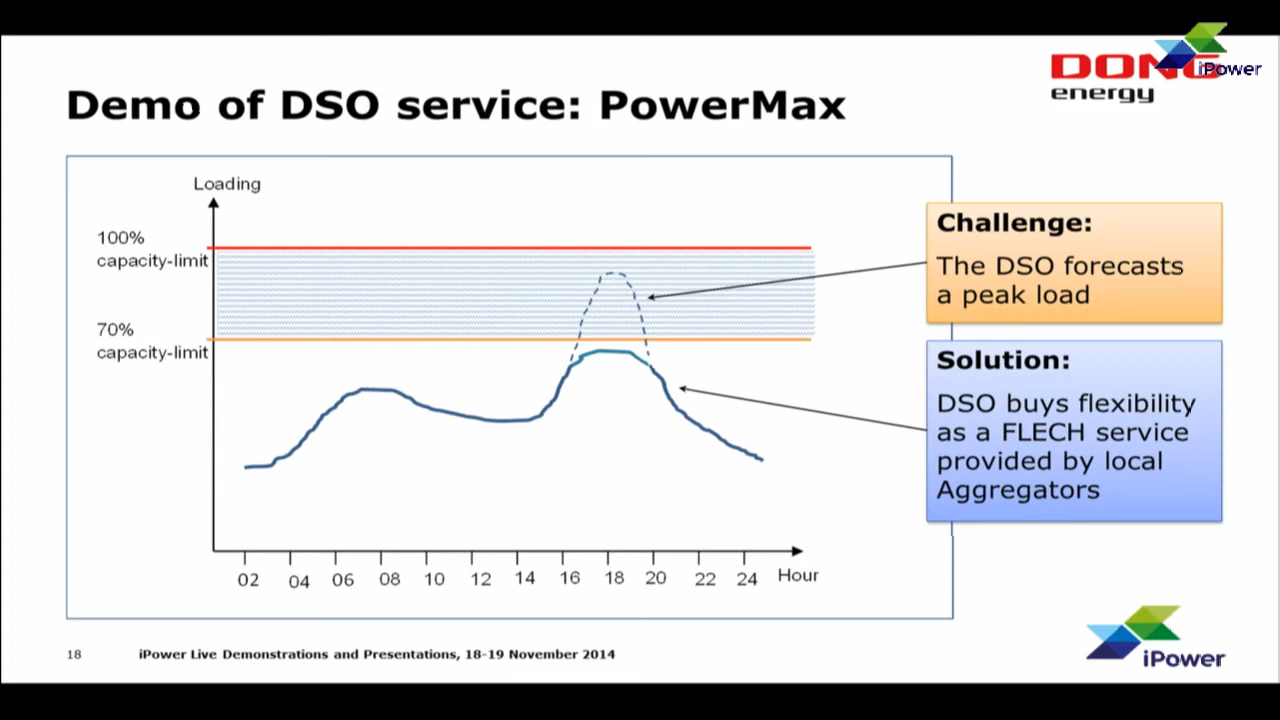 DONG
energy
iPower
Demo of DSO service: PowerMax
Loading
100%
capacity-limit
70%
capacity-limit
02 04 06 08 10 12 14 16 18 20 22 24 Hour
Challenge:
The DSO forecasts
a peak load
Solution:
DSO buys flexibility
as a FLECH service
provided by local
Aggregators
18
iPower Live Demonstrations and Presentations, 18-19 November 2014
iPower